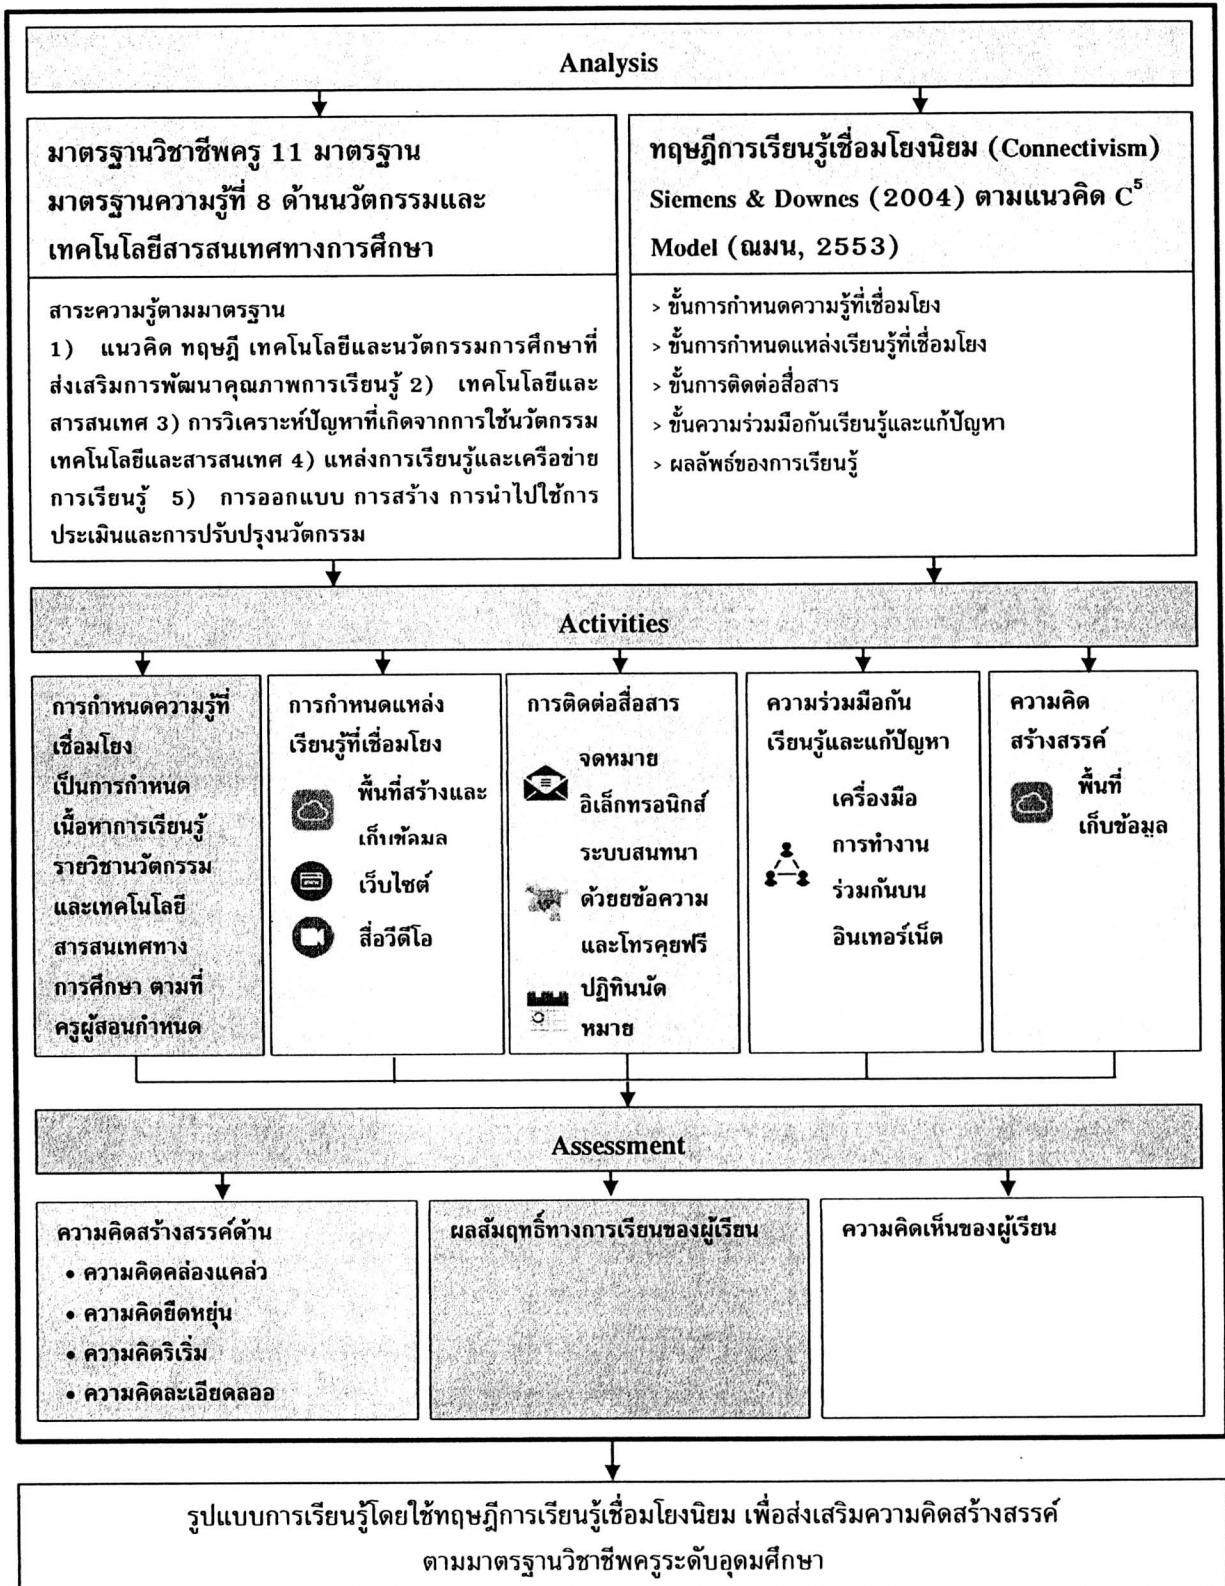 Analysis
มาตรฐานวิชาชีพครู 11 มาตรฐาน
มาตรฐานความรู้ที่ 8 ด้านนวัตกรรมและ
เทคโนโลยีสารสนเทศทางการศึกษา
สาระความรู้ตามมาตรฐาน
1) แนวคิด ทฤษฎี เทคโนโลยีและนวัตกรรมการศึกษาที่
ส่งเสริมการพัฒนาคุณภาพการเรียนรู้ 2) เทคโนโลยีและ
สารสนเทศ 3) การวิเคราะห์ปัญหาที่เกิดจากการใช้นวัตกรรม
เทคโนโลยีและสารสนเทศ 4) แหล่งการเรียนรู้และเครือข่าย
การเรียนรู้ 5) การออกแบบ การสร้าง การนำไปใช้การ
ประเมินและการปรับปรุงนวัตกรรม
ทฤษฎีการเรียนรู้เชื่อมโยงนิยม (Connectivism)
Siemens & Downes (2004) ตามแนวคิด C⁵
Model (ณมน, 2553)
> ขั้นการกำหนดความรู้ที่เชื่อมโยง
> ขั้นการกำหนดแหล่งเรียนรู้ที่เชื่อมโยง
> ขั้นการติดต่อสื่อสาร
> ขั้นความร่วมมือกันเรียนรู้และแก้ปัญหา
> ผลลัพธ์ของการเรียนรู้
Activities
การกำหนดความรู้ที่
เชื่อมโยง
เป็นการกำหนด
เนื้อหาการเรียนรู้
รายวิชานวัตกรรม
และเทคโนโลยี
สารสนเทศทาง
การศึกษา ตามที่
ครูผู้สอนกำหนด
การกำหนดแหล่ง
เรียนรู้ที่เชื่อมโยง
พื้นที่สร้างและ
เก็บข้อมูล
เว็บไซต์
สื่อวีดีโอ
การติดต่อสื่อสาร
จดหมาย
อิเล็กทรอนิกส์
ระบบสนทนา
ด้วยยข้อความ
และโทรคุยฟรี
ปฏิทินนัด
หมาย
ความร่วมมือกัน
เรียนรู้และแก้ปัญหา
เครื่องมือ
การทำงาน
ร่วมกันบน
อินเทอร์เน็ต
ความคิด
สร้างสรรค์
พื้นที่
เก็บข้อมูล
Assessment
ความคิดสร้างสรรค์ด้าน
• ความคิดคล่องแคล่ว
• ความคิดยืดหยุ่น
• ความคิดริเริ่ม
• ความคิดละเอียดลออ
ผลสัมฤทธิ์ทางการเรียนของผู้เรียน
ความคิดเห็นของผู้เรียน
รูปแบบการเรียนรู้โดยใช้ทฤษฎีการเรียนรู้เชื่อมโยงนิยม เพื่อส่งเสริมความคิดสร้างสรรค์
ตามมาตรฐานวิชาชีพครูระดับอุดมศึกษา